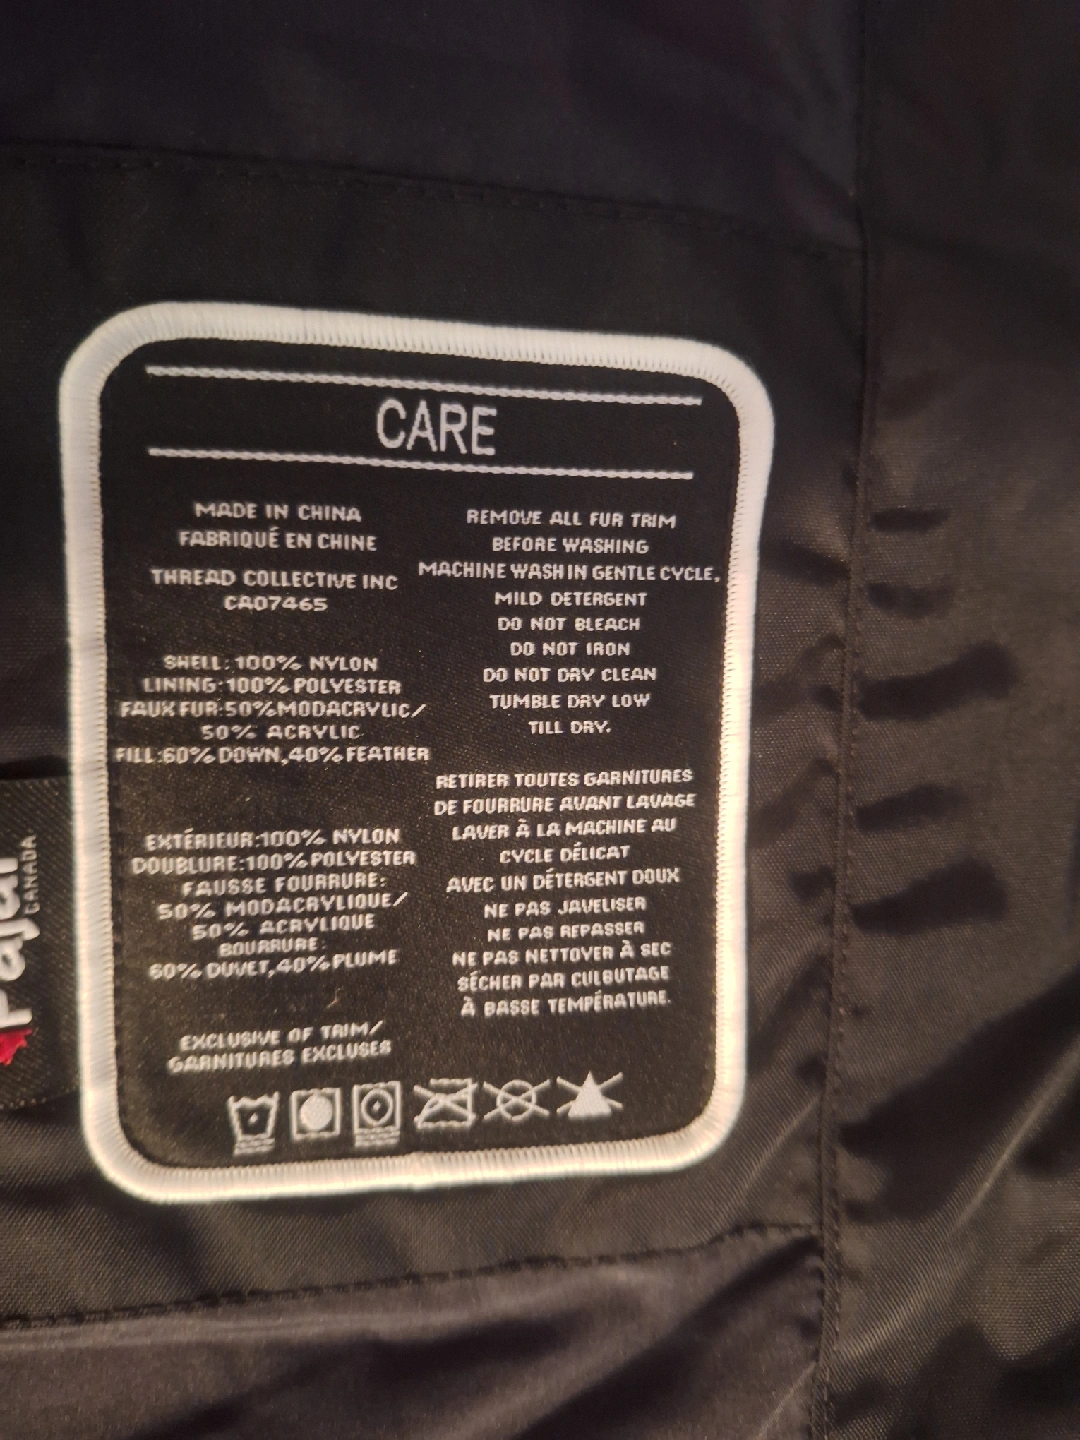 CARE
MADE IN CHINA
FABRIQUÉ EN CHINE
THREAD COLLECTIVE INC
CA07465
SHELL:100% NYLON
LINING:100% POLYESTER
FAUX FUR:50%MODACRYLIC/
50% ACRYLIC
FILL:60% DOWN,40% FEATHER
EXTÉRIEUR:100% NYLON
DOUBLURE:100% POLYESTER
FAUSSE FOURRURE:
50% MODACRYLIQUE/
50% ACRYLIQUE
BOURRURE:
60% DUVET,40% PLUME
EXCLUSIVE OF TRIM/
GARNITURES EXCLUSES
REMOVE ALL FUR TRIM
BEFORE WASHING
MACHINE WASH IN GENTLE CYCLE,
MILD DETERGENT
DO NOT BLEACH
DO NOT IRON
DO NOT DRY CLEAN
TUMBLE DRY LOW
TILL DRY.
RETIRER TOUTES GARNITURES
DE FOURRURE AVANT LAVAGE
LAVER À LA MACHINE AU
CYCLE DÉLICAT
AVEC UN DÉTERGENT DOUX
NE PAS JAVELISER
NE PAS REPASSER
NE PAS NETTOYER À SEC
SÉCHER PAR CULBUTAGE
À BASSE TEMPÉRATURE.
Pajar
CANADA